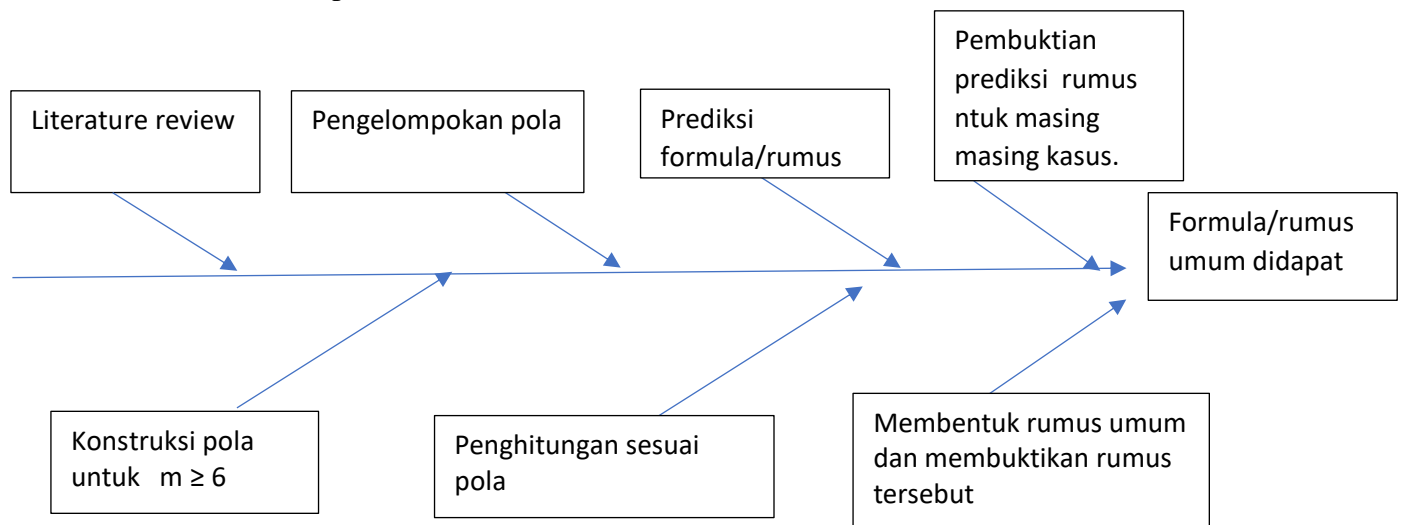 Literature review
Pengelompokan pola
Prediksi
formula/rumus
Pembuktian
prediksi rumus
ntuk masing
masing kasus.
Formula/rumus
umum didapat
Konstruksi pola
untuk m ≥ 6
Penghitungan sesuai
pola
Membentuk rumus umum
dan membuktikan rumus
tersebut